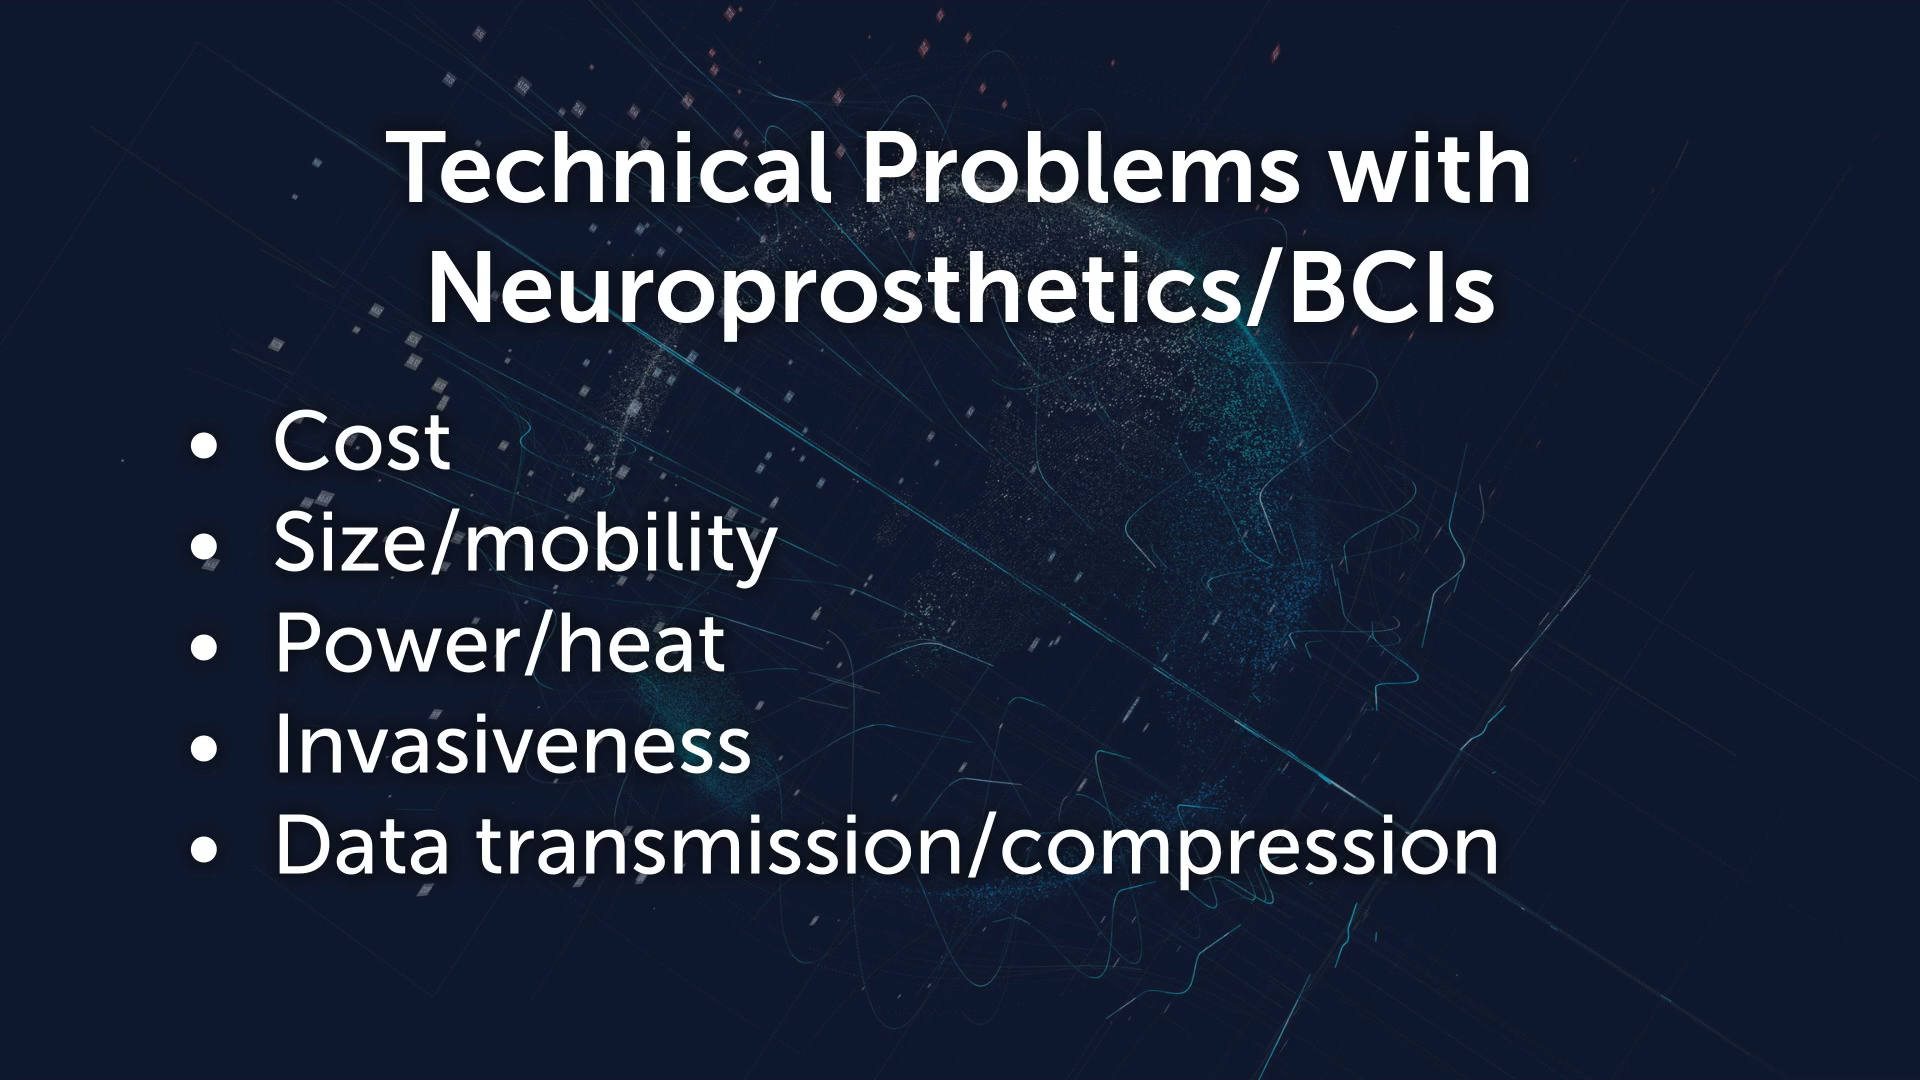 Technical Problems with
Neuroprosthetics/BCIs
• Cost
• Size/mobility
• Power/heat
• Invasiveness
• Data transmission/compression